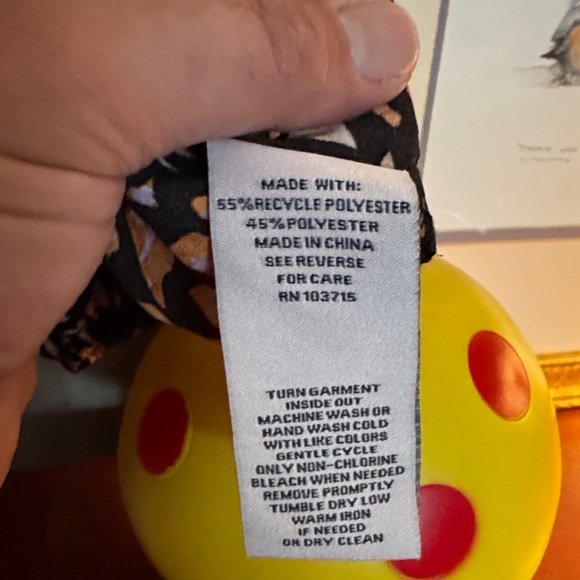 MADE WITH:
55%RECYCLE POLYESTER
45%POLYESTER
MADE IN CHINA
SEE REVERSE
FOR CARE
RN 103715
TURN GARMENT
INSIDE OUT
MACHINE WASH OR
HAND WASH COLD
WITH LIKE COLORS
GENTLE CYCLE
ONLY NON-CHLORINE
BLEACH WHEN NEEDED
REMOVE PROMPTLY
TUMBLE DRY LOW
WARM IRON
IF NEEDED
OR DRY CLEAN